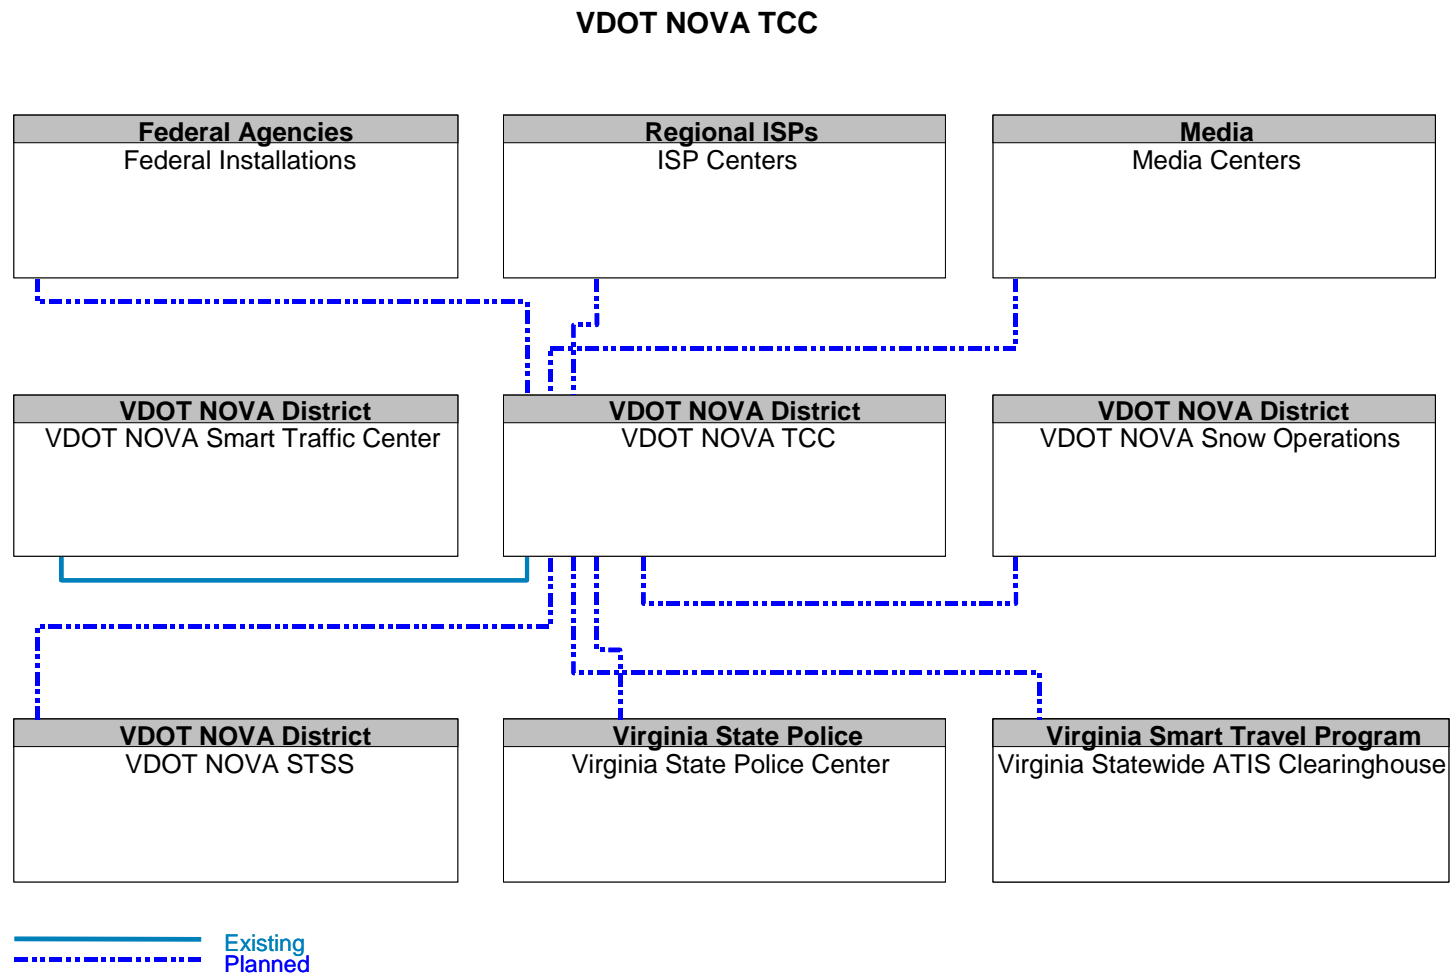 VDOT NOVA TCC
Federal Agencies
Federal Installations
Regional ISPs
ISP Centers
Media
Media Centers
VDOT NOVA District
VDOT NOVA Smart Traffic Center
VDOT NOVA District
VDOT NOVA TCC
VDOT NOVA District
VDOT NOVA Snow Operations
VDOT NOVA District
VDOT NOVA STSS
Virginia State Police
Virginia State Police Center
Virginia Smart Travel Program
Virginia Statewide ATIS Clearinghouse
Existing
Planned